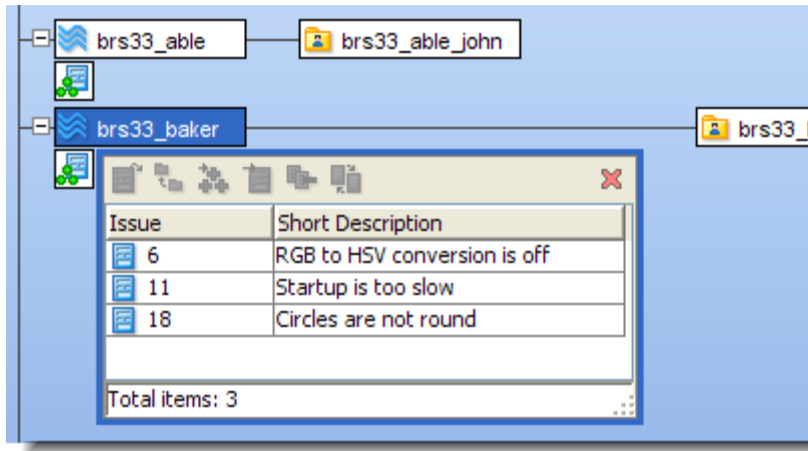 brs33_able brs33_able_john
brs33_baker brs33_
Issue Short Description
6 RGB to HSV conversion is off
11 Startup is too slow
18 Circles are not round
Total items: 3